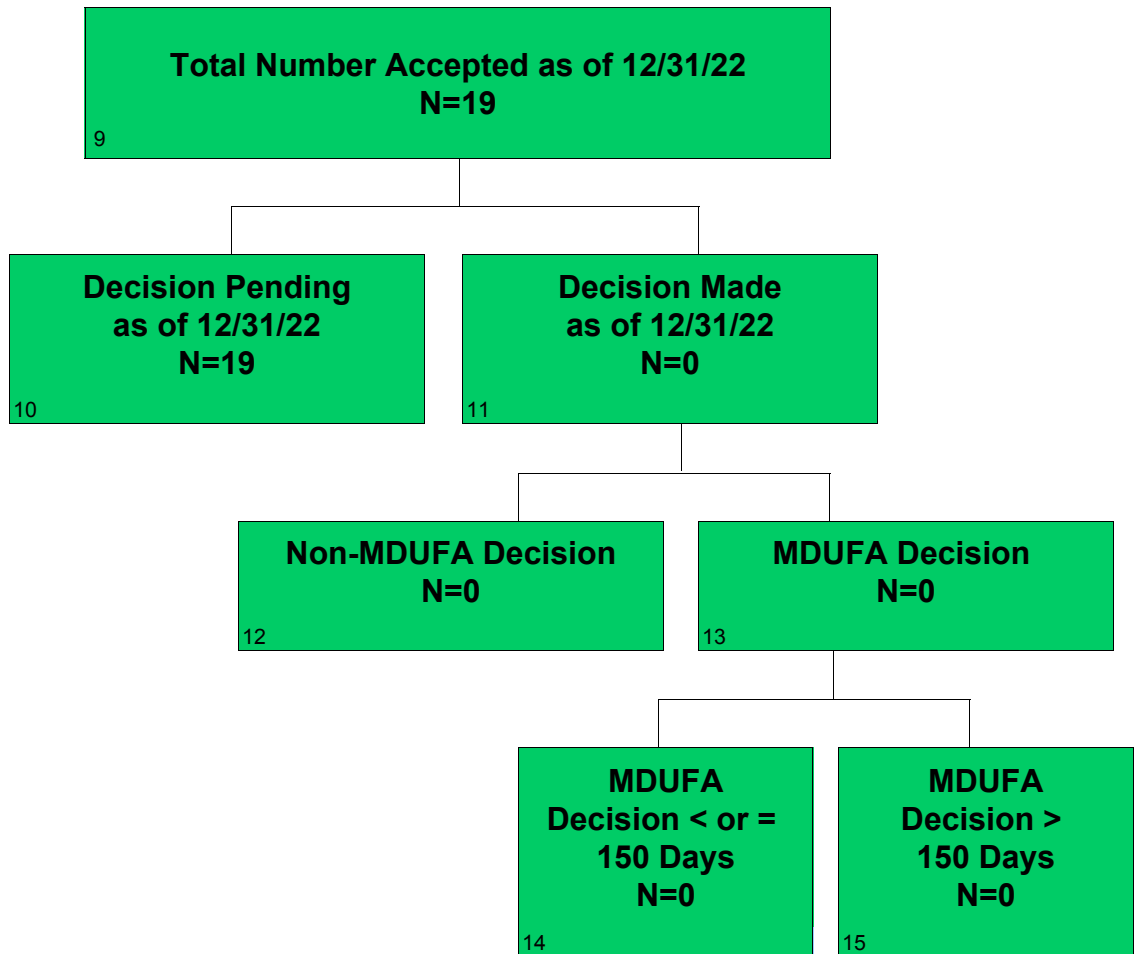 Total Number Accepted as of 12/31/22
N=19
9
Decision Pending
as of 12/31/22
N=19
10
Decision Made
as of 12/31/22
N=0
11
Non-MDUFA Decision
N=0
12
MDUFA Decision
N=0
13
MDUFA
Decision < or =
150 Days
N=0
14
MDUFA
Decision >
150 Days
N=0
15